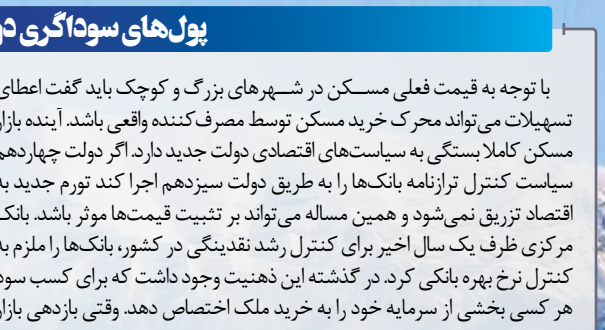 پول‌های سوداگری در
با توجه به قیمت فعلی مسکن در شهرهای بزرگ و کوچک باید گفت اعطای
تسهیلات می‌تواند محرک خرید مسکن توسط مصرف‌کننده واقعی باشد. آینده بازار
مسکن کاملا بستگی به سیاست‌های اقتصادی دولت جدید دارد. اگر دولت چهاردهم
سیاست کنترل ترازنامه بانک‌ها را به طریق دولت سیزدهم اجرا کند تورم جدید به
اقتصاد تزریق نمی‌شود و همین مساله می‌تواند بر تثبیت قیمت‌ها موثر باشد. بانک
مرکزی ظرف یک سال اخیر برای کنترل رشد نقدینگی در کشور، بانک‌ها را ملزم به
کنترل نرخ بهره بانکی کرد. در گذشته این ذهنیت وجود داشت که برای کسب سود
هر کسی بخشی از سرمایه خود را به خرید ملک اختصاص دهد. وقتی بازدهی بازار